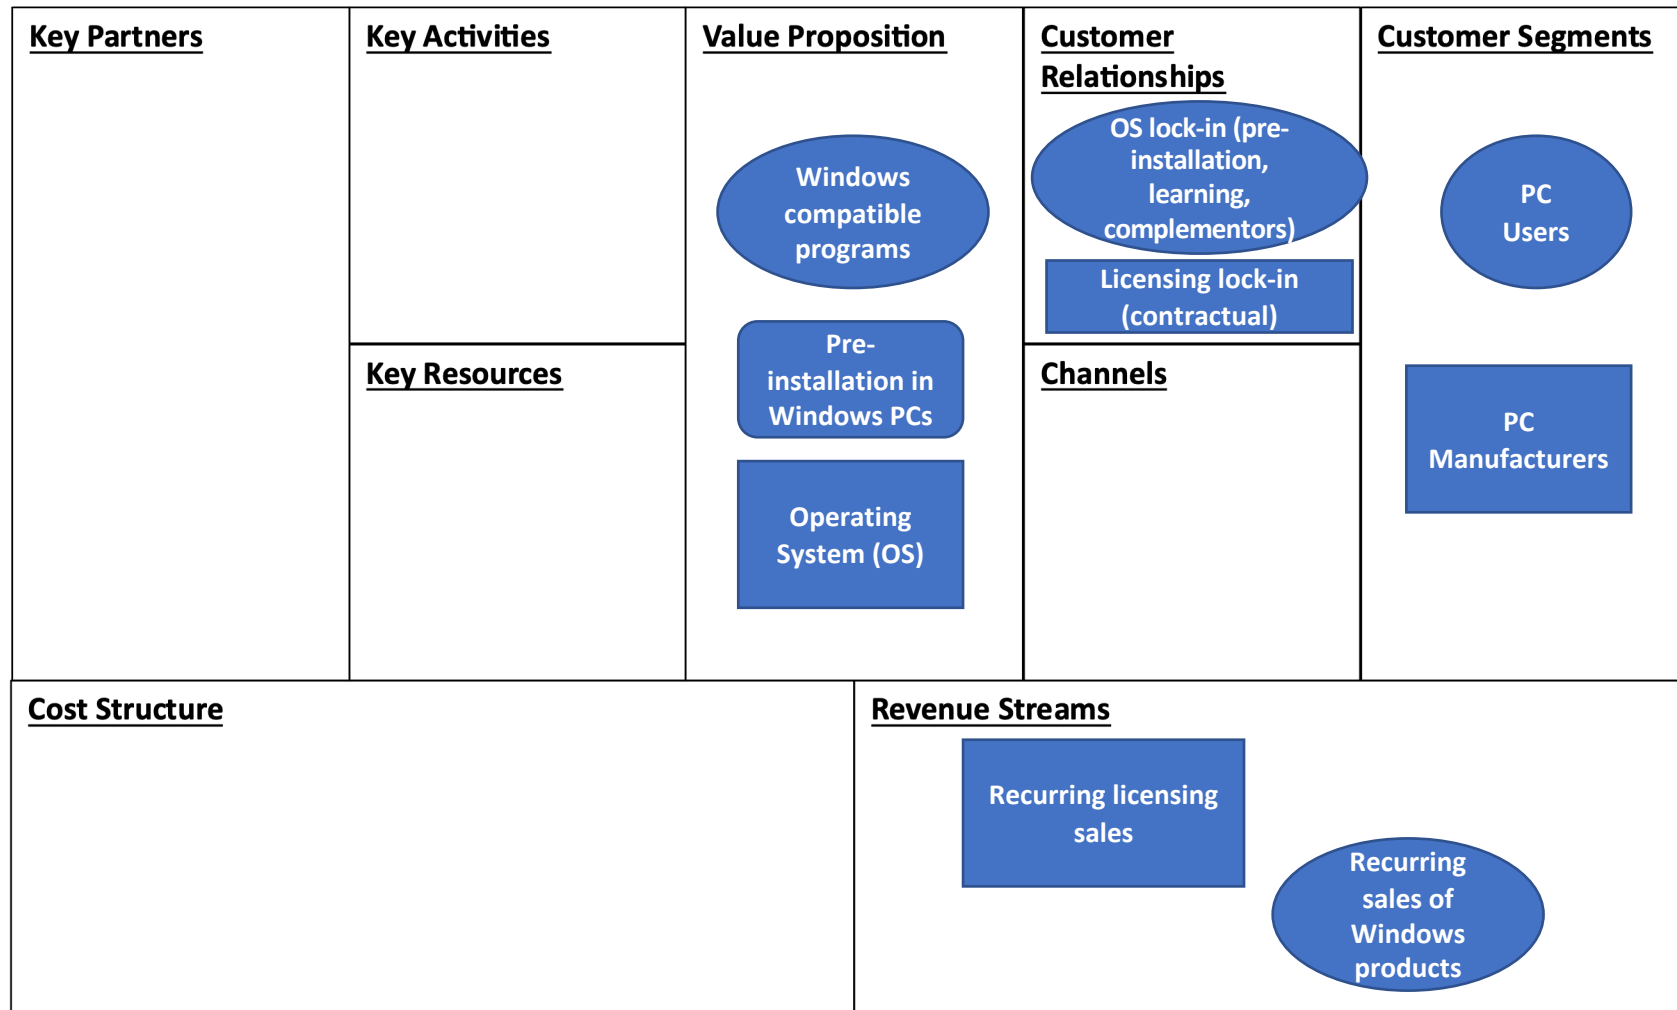 Key Partners
Key Activities
Value Proposition
Customer
Relationships
Customer Segments
Windows
compatible
programs
OS lock-in (pre-
installation,
learning,
complementors)
PC
Users
Licensing lock-in
(contractual)
Pre-
installation in
Windows PCs
Key Resources
Channels
PC
Manufacturers
Operating
System (OS)
Cost Structure
Revenue Streams
Recurring licensing
sales
Recurring
sales of
Windows
products